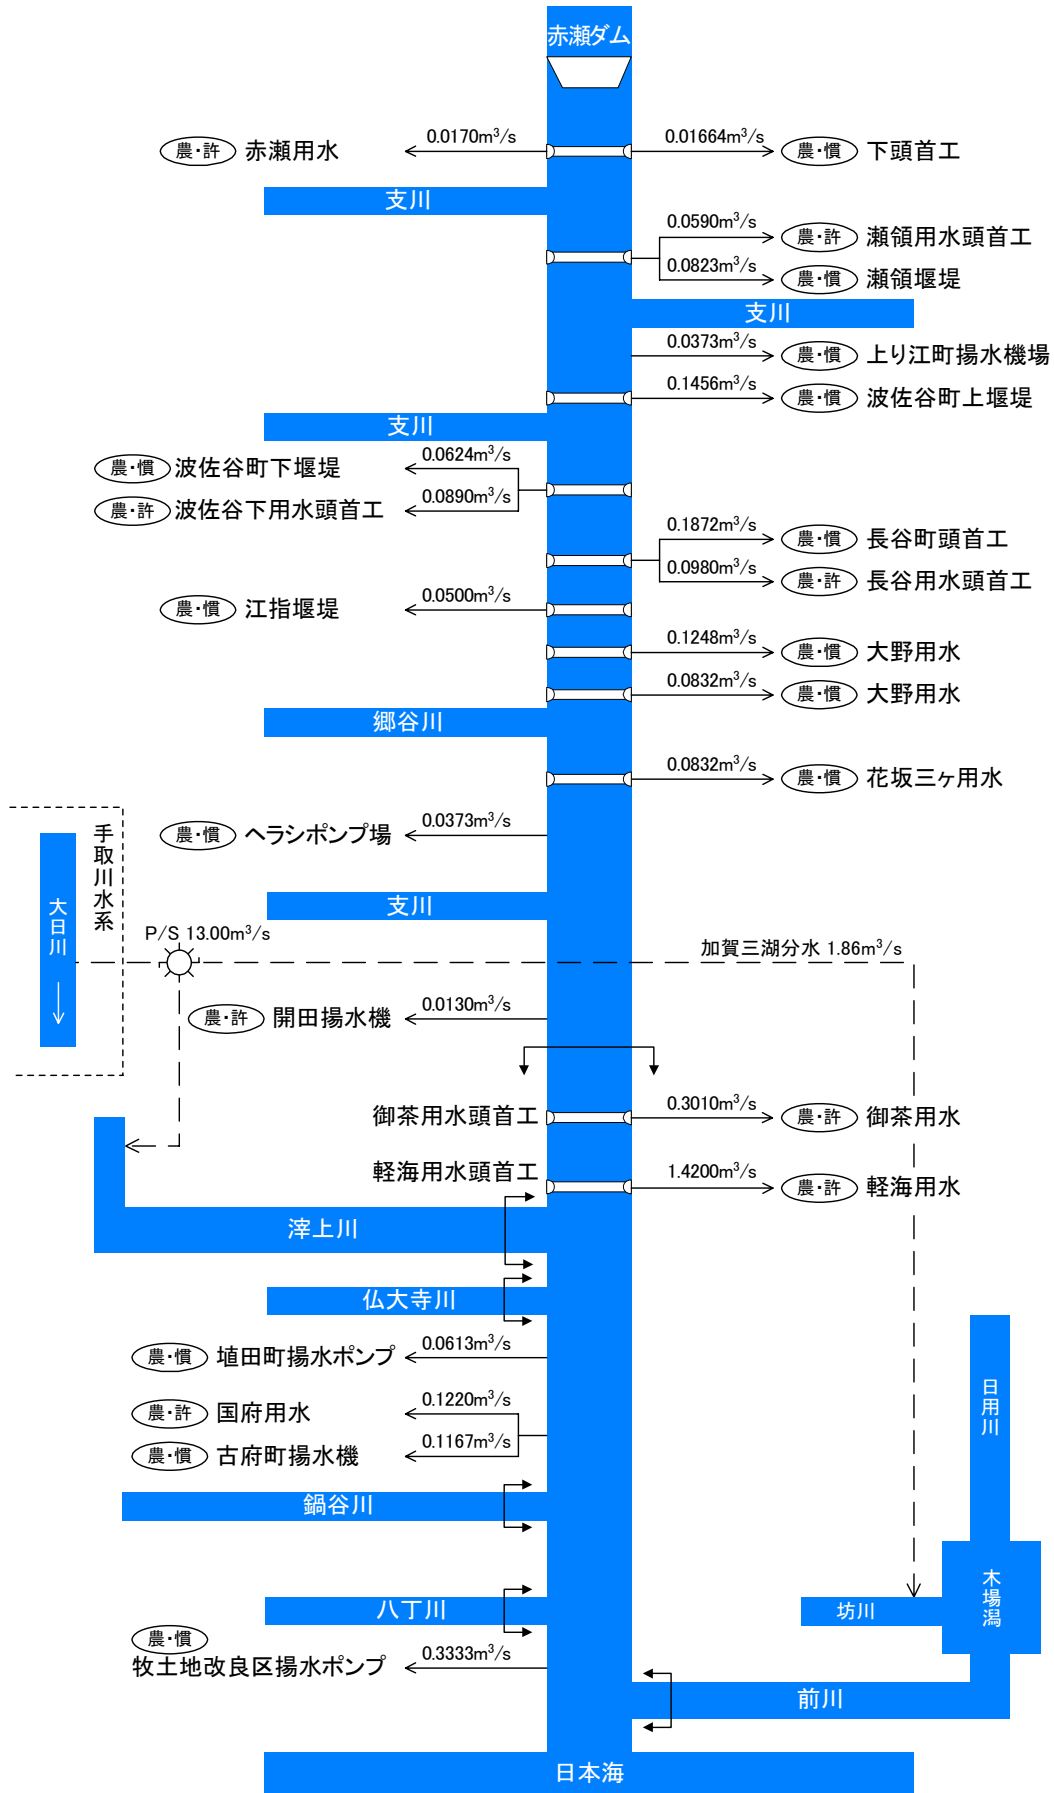 赤瀬ダム
農・許 赤瀬用水 0.0170m³/s
0.01664m³/s 農・慣 下頭首工
支川
0.0590m³/s 農・許 瀬領用水頭首工
0.0823m³/s 農・慣 瀬領堰堤
支川
0.0373m³/s 農・慣 上り江町揚水機場
0.1456m³/s 農・慣 波佐谷町上堰堤
支川
農・慣 波佐谷町下堰堤 0.0624m³/s
農・許 波佐谷下用水頭首工 0.0890m³/s
0.1872m³/s 農・慣 長谷町頭首工
0.0980m³/s 農・許 長谷用水頭首工
農・慣 江指堰堤 0.0500m³/s
0.1248m³/s 農・慣 大野用水
0.0832m³/s 農・慣 大野用水
郷谷川
0.0832m³/s 農・慣 花坂三ヶ用水
農・慣 ヘラシポンプ場 0.0373m³/s
手取川水系
大日川
支川
P/S 13.00m³/s
加賀三湖分水 1.86m³/s
農・許 開田揚水機 0.0130m³/s
御茶用水頭首工
0.3010m³/s 農・許 御茶用水
軽海用水頭首工
1.4200m³/s 農・許 軽海用水
滓上川
仏大寺川
農・慣 埴田町揚水ポンプ 0.0613m³/s
農・許 国府用水 0.1220m³/s
農・慣 古府町揚水機 0.1167m³/s
日用川
鍋谷川
木場潟
八丁川
坊川
農・慣
牧土地改良区揚水ポンプ 0.3333m³/s
前川
日本海